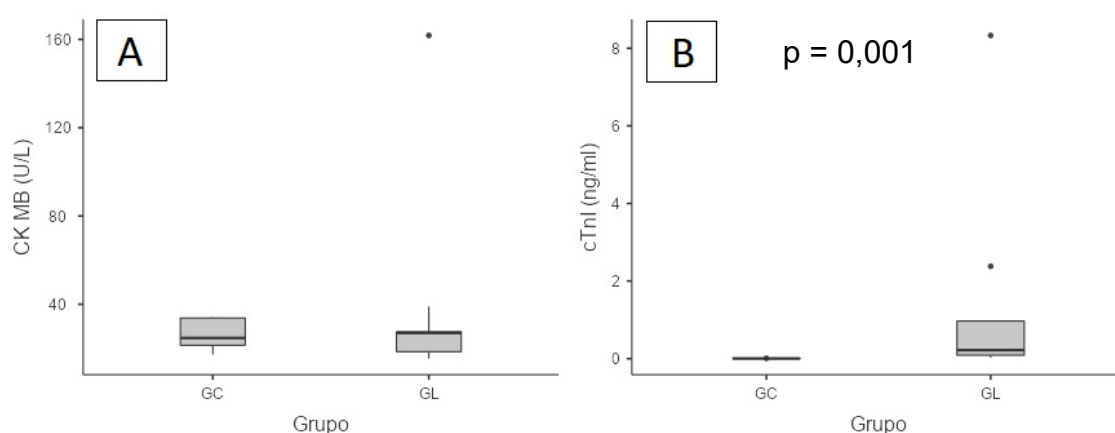 A
CK MB (U/L)
160
120
80
40
GC
GL
Grupo
B
p = 0,001
cTnI (ng/ml)
8
6
4
2
0
GC
GL
Grupo